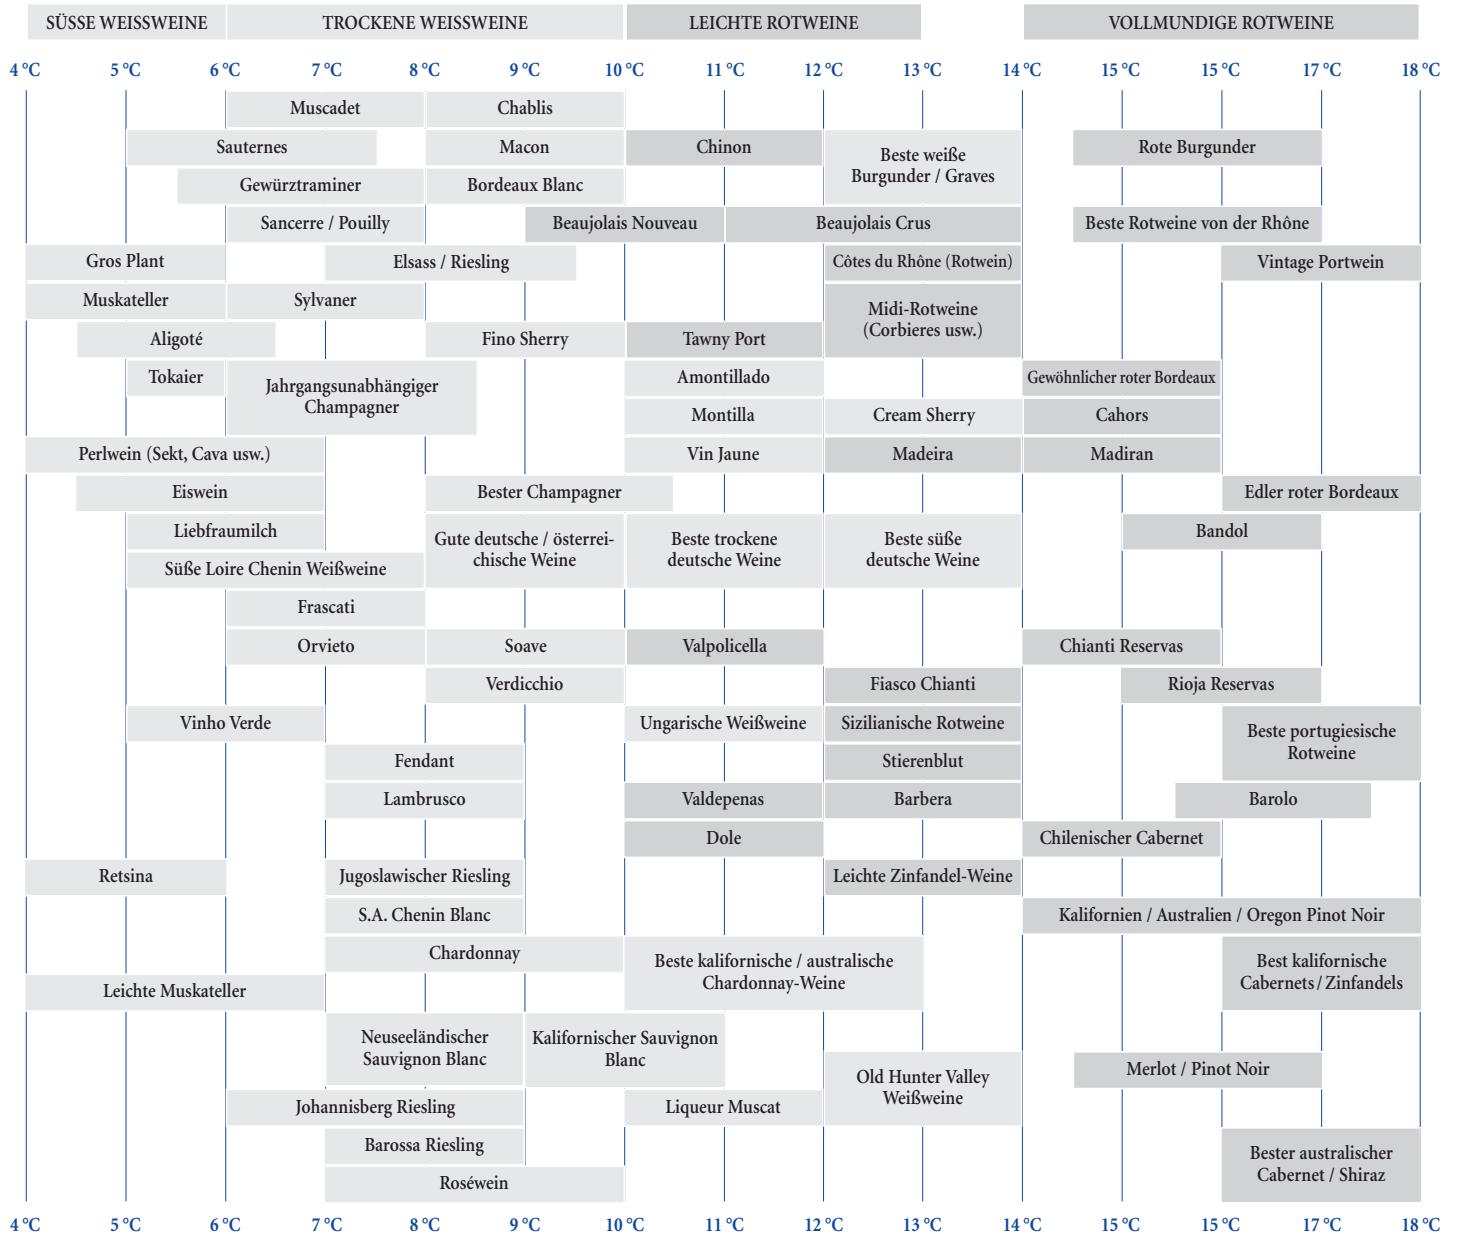 SÜSSE WEISSWEINE TROCKENE WEISSWEINE LEICHTE ROTWEINE VOLLMUNDIGE ROTWEINE
4 °C 5 °C 6 °C 7 °C 8 °C 9 °C 10 °C 11 °C 12 °C 13 °C 14 °C 15 °C 15 °C 17 °C 18 °C
Muscadet Chablis
Sauternes Macon Chinon Rote Burgunder
Beste weiße
Burgunder / Graves
Gewürztraminer Bordeaux Blanc
Sancerre / Pouilly Beaujolais Nouveau Beaujolais Crus Beste Rotweine von der Rhône
Gros Plant Elsass / Riesling Côtes du Rhône (Rotwein) Vintage Portwein
Muskateller Sylvaner
Midi-Rotweine
(Corbieres usw.)
Aligoté Fino Sherry Tawny Port
Tokaier Amontillado Gewöhnlicher roter Bordeaux
Jahrgangsunabhängiger
Champagner
Montilla Cream Sherry Cahors
Perlwein (Sekt, Cava usw.) Vin Jaune Madeira Madiran
Eiswein Bester Champagner Edler roter Bordeaux
Liebfraumilch Bandol
Gute deutsche / österrei- Beste trockene Beste süße
chische Weine deutsche Weine deutsche Weine
Süße Loire Chenin Weißweine
Frascati
Orvieto Soave Valpolicella Chianti Reservas
Verdicchio Fiasco Chianti Rioja Reservas
Vinho Verde Ungarische Weißweine Sizilianische Rotweine
Beste portugiesische
Rotweine
Fendant Stierenblut
Lambrusco Valdepenas Barbera Barolo
Dole Chilenischer Cabernet
Retsina Jugoslawischer Riesling Leichte Zinfandel-Weine
S.A. Chenin Blanc Kalifornien / Australien / Oregon Pinot Noir
Chardonnay
Beste kalifornische / australische Best kalifornische
Chardonnay-Weine Cabernets / Zinfandels
Leichte Muskateller
Neuseeländischer Kalifornischer Sauvignon
Sauvignon Blanc Blanc
Merlot / Pinot Noir
Old Hunter Valley
Weißweine
Johannisberg Riesling Liqueur Muscat
Barossa Riesling
Bester australischer
Cabernet / Shiraz
Roséwein
4 °C 5 °C 6 °C 7 °C 8 °C 9 °C 10 °C 11 °C 12 °C 13 °C 14 °C 15 °C 15 °C 17 °C 18 °C